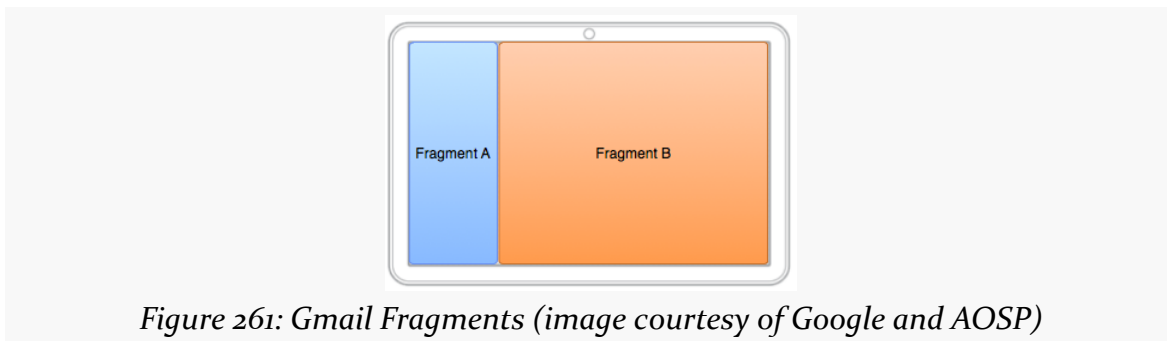 Fragment A
Fragment B
Figure 261: Gmail Fragments (image courtesy of Google and AOSP)